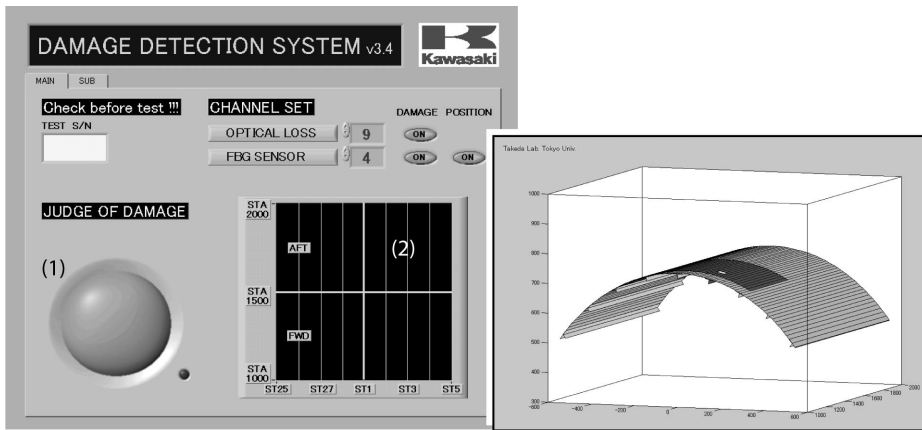 DAMAGE DETECTION SYSTEM v3.4
Kawasaki
MAIN SUB
Check before test !!!
TEST S/N
CHANNEL SET
DAMAGE POSITION
OPTICAL LOSS 9 ON
FBG SENSOR 4 ON ON
JUDGE OF DAMAGE
(1)
STA 2000
AFT
(2)
STA 1500
FWD
STA 1000
ST25 ST27 ST1 ST3 ST5
Takeda Lab. Tokyo Univ.
1000
900
800
700
600
500
400
300
-600 -400 -200 0 200 400 600 800 1000 1200 1400 1600 1800 2000